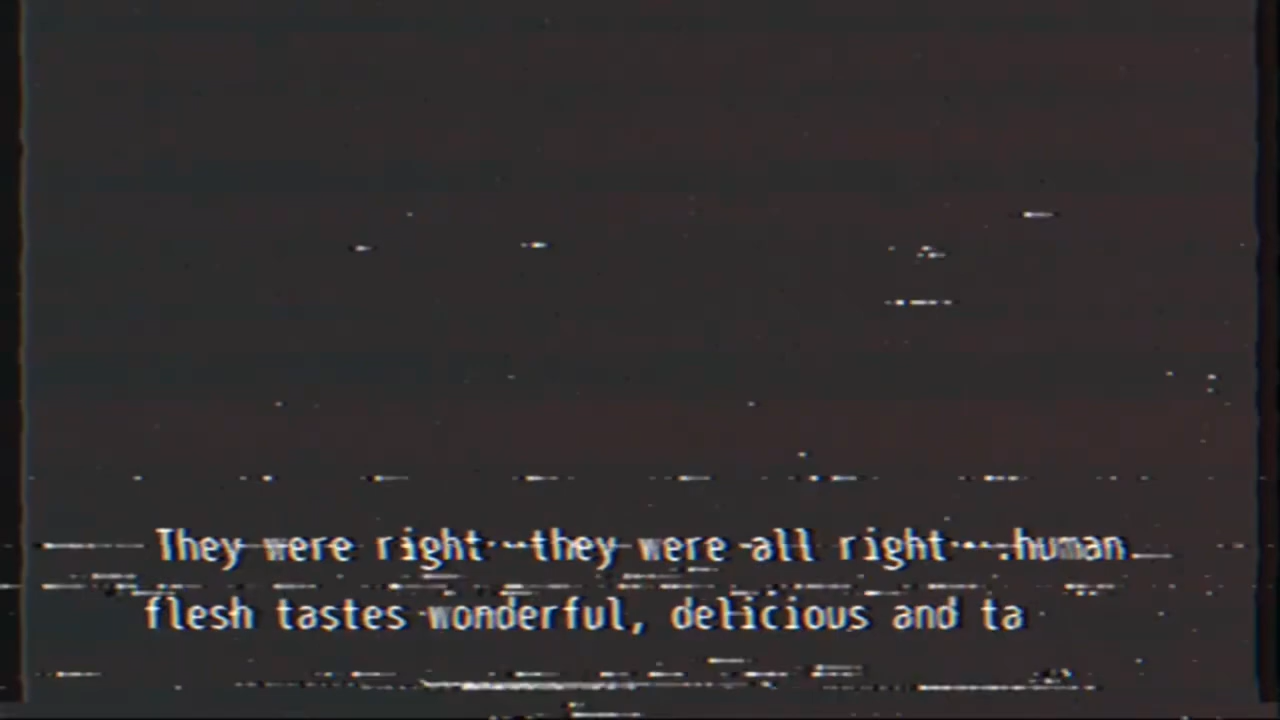 They were right...they were all right....human
flesh tastes wonderful, delicious and ta